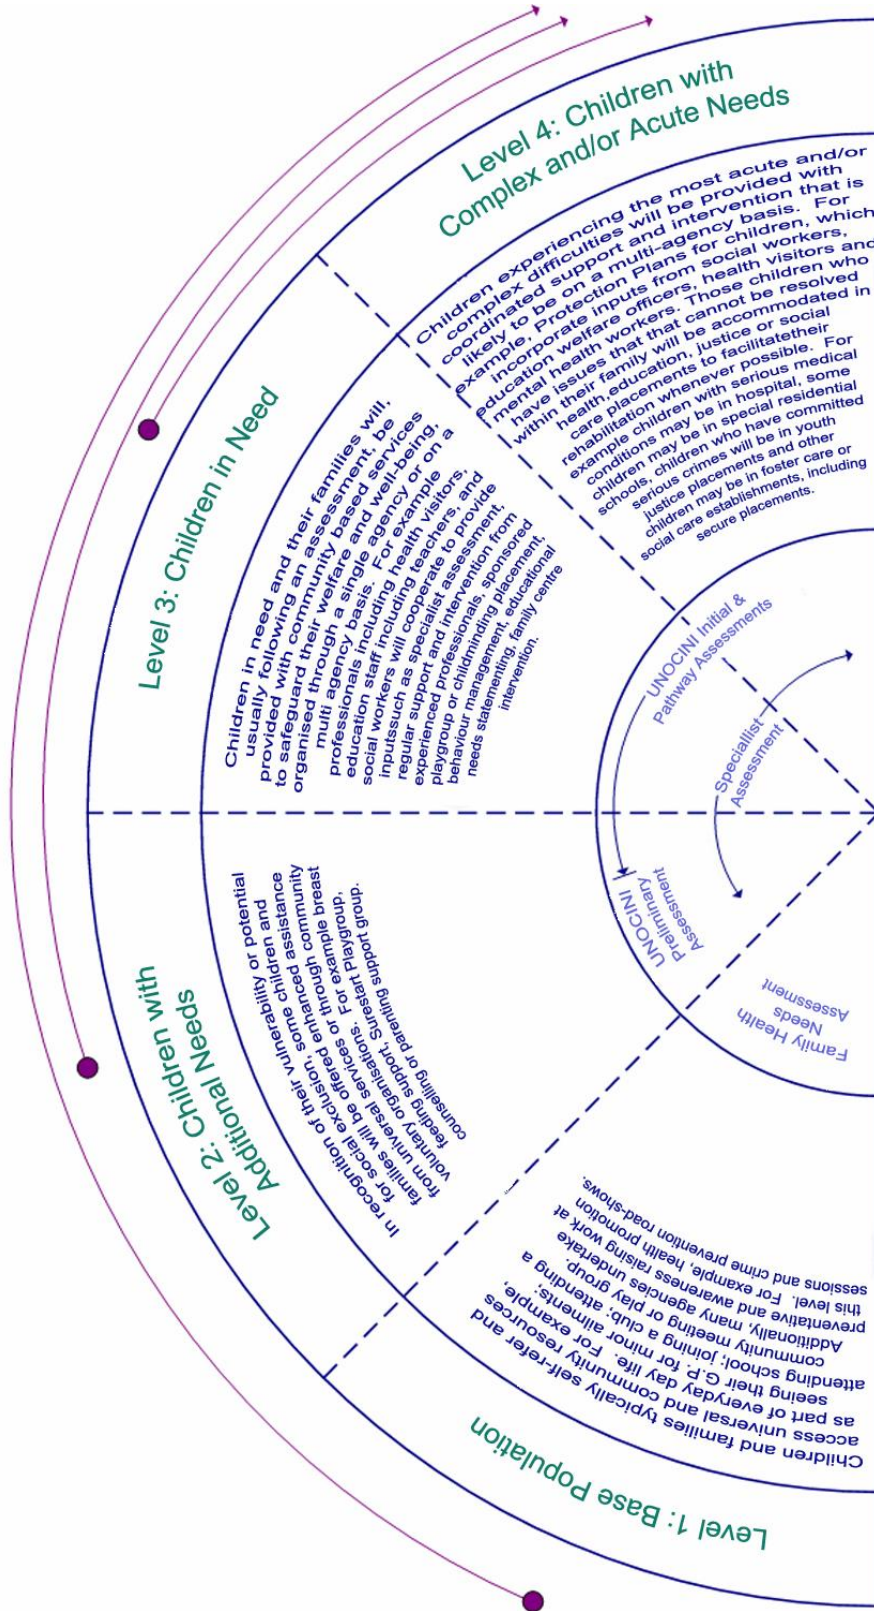 Level 4: Children with
Complex and/or Acute Needs
Children experiencing the most acute and/or
complex difficulties will be provided with
coordinated support and intervention that is
likely to be on a multi-agency basis. For
example, Protection Plans for children, which
incorporate inputs from social workers,
education welfare officers, health visitors and
mental health workers. Those children who
have issues that that cannot be resolved
within their family will be accommodated in
health, education, justice or social
care placements to facilitatetheir
rehabilitation whenever possible. For
example children with serious medical
conditions may be in hospital, some
children may be in special residential
schools, children who have committed
serious crimes will be in youth
justice placements and other
children may be in foster care or
social care establishments, including
secure placements.
Level 3: Children in Need
Children in need and their families will,
usually following an assessment, be
provided with community based services
to safeguard their welfare and well-being,
organised through a single agency or on a
multi agency basis. For example
professionals including health visitors,
education staff including teachers, and
social workers will cooperate to provide
inputssuch as specialist assessment,
regular support and intervention from
experienced professionals, sponsored
playgroup or childminding placement,
behaviour management, educational
needs statementing, family centre
intervention.
UNOCINI Initial &
Pathway Assessments
Speciallist
Assessment
UNOCINI
Preliminary
Assessment
Family Health
Needs
Assessment
Level 2: Children with
Additional Needs
In recognition of their vulnerability or potential
for social exclusion, some children and
families will be offered enhanced assistance
from universal services or through community
voluntary organisations. For example breast
feeding support, Surestart Playgroup,
counselling or parenting support group.
Level 1: Base Population
Children and families typically self-refer and
access universal and community resources
as part of everyday day life. For example,
seeing their G.P. for minor ailments;
attending school; joining a club; attending a
community meeting or play group.
Additionally, many agencies undertake
preventative and awareness raising work at
this level. For example, health promotion
sessions and crime prevention road-shows.